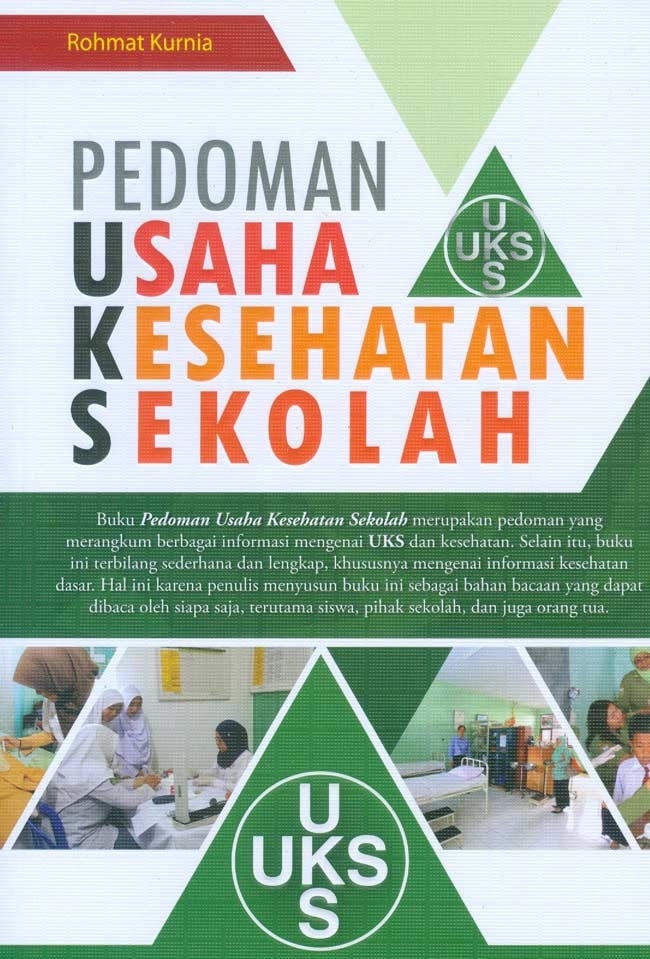 Rohmat Kurnia
PEDOMAN
USAHA
KESEHATAN
SEKOLAH
U
UKS
S
Buku Pedoman Usaha Kesehatan Sekolah merupakan pedoman yang
merangkum berbagai informasi mengenai UKS dan kesehatan. Selain itu, buku
ini terbilang sederhana dan lengkap, khususnya mengenai informasi kesehatan
dasar. Hal ini karena penulis menyusun buku ini sebagai bahan bacaan yang dapat
dibaca oleh siapa saja, terutama siswa, pihak sekolah, dan juga orang tua.
U
UKS
S